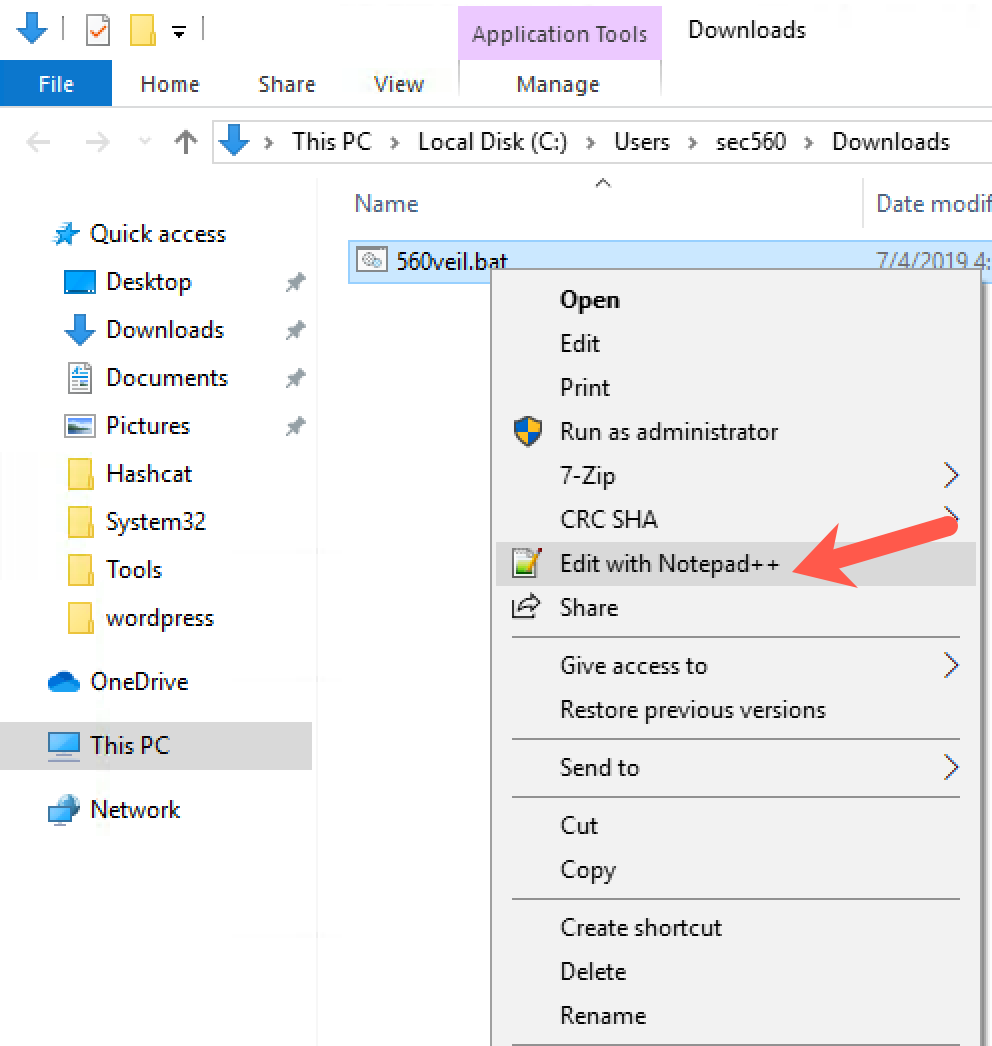 Application Tools
Downloads
File
Home
Share
View
Manage
This PC
Local Disk (C:)
Users
sec560
Downloads
Name
Date modif
Quick access
Desktop
Downloads
Documents
Pictures
Hashcat
System32
Tools
wordpress
OneDrive
This PC
Network
560veil.bat
7/4/2019 4:
Open
Edit
Print
Run as administrator
7-Zip
CRC SHA
Edit with Notepad++
Share
Give access to
Restore previous versions
Send to
Cut
Copy
Create shortcut
Delete
Rename